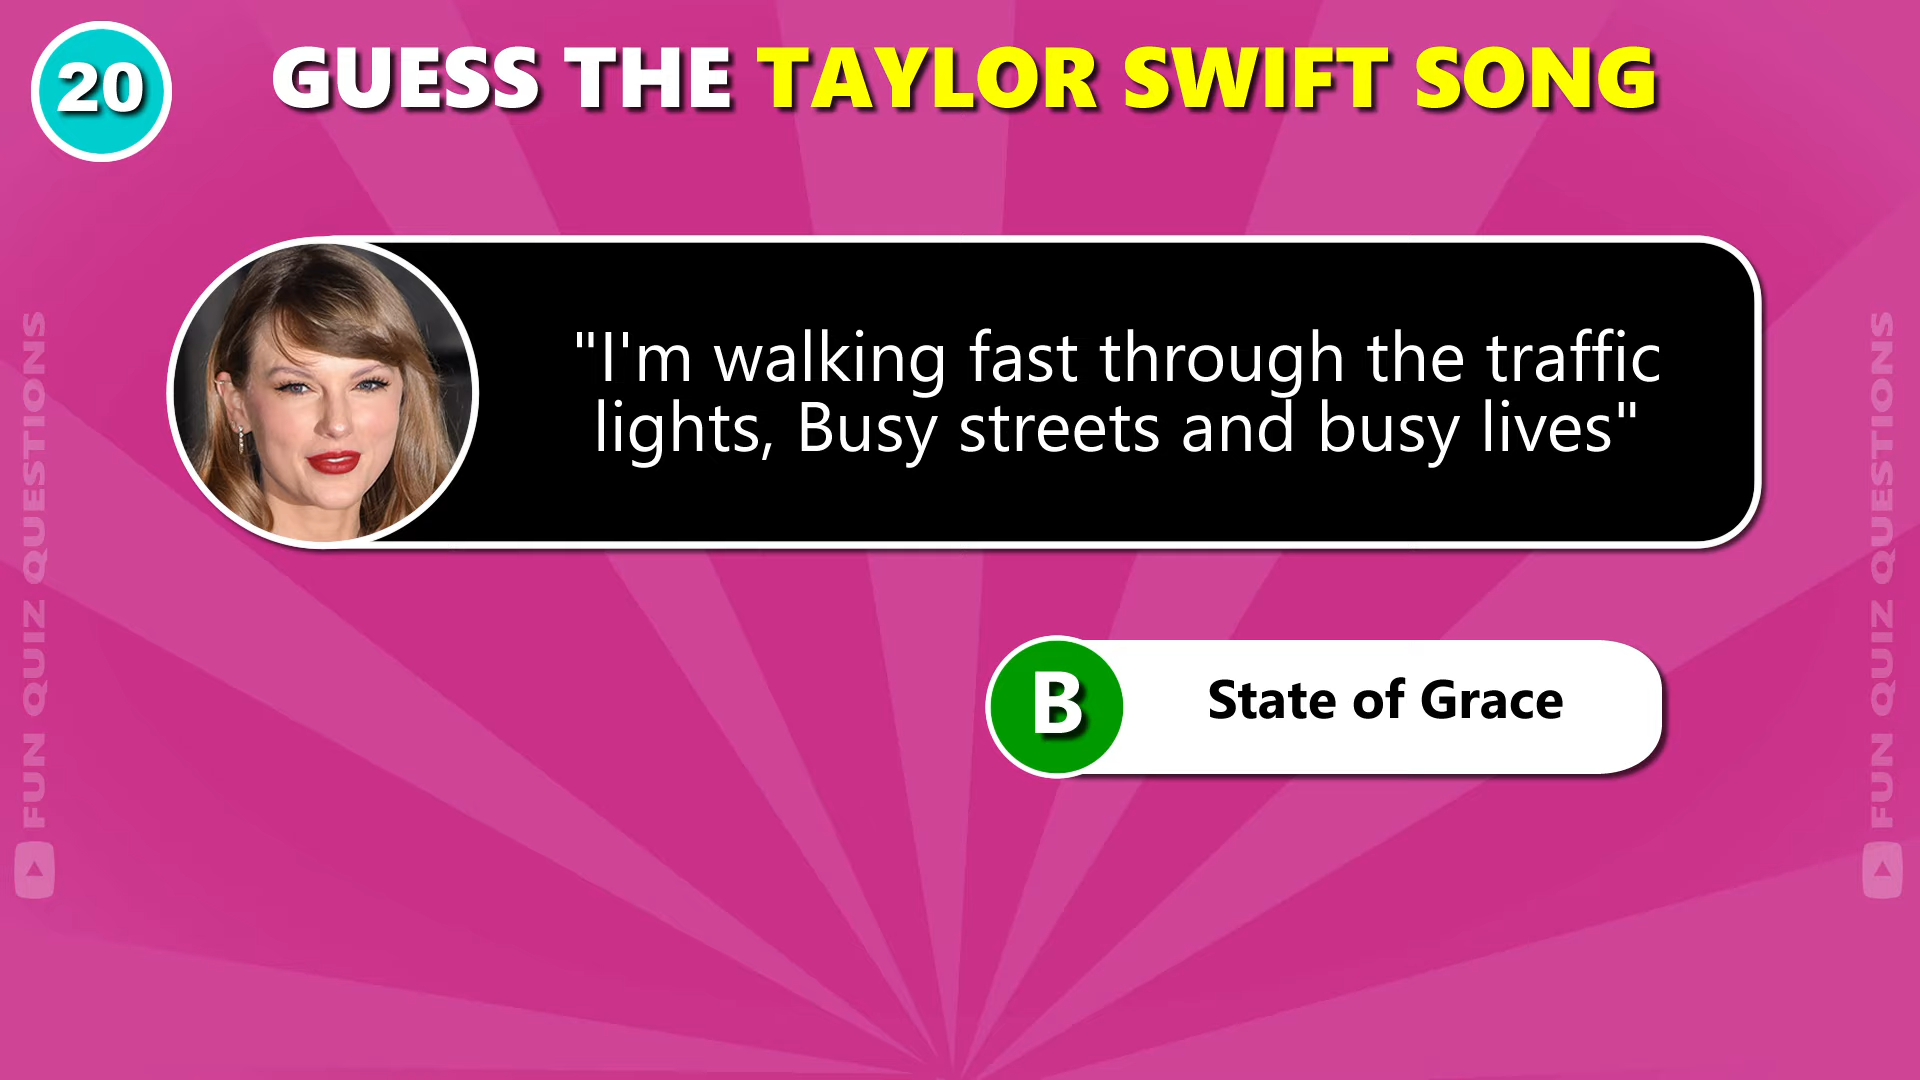 20
GUESS THE TAYLOR SWIFT SONG
"I'm walking fast through the traffic
lights, Busy streets and busy lives"
B
State of Grace
FUN QUIZ QUESTIONS
FUN QUIZ QUESTIONS